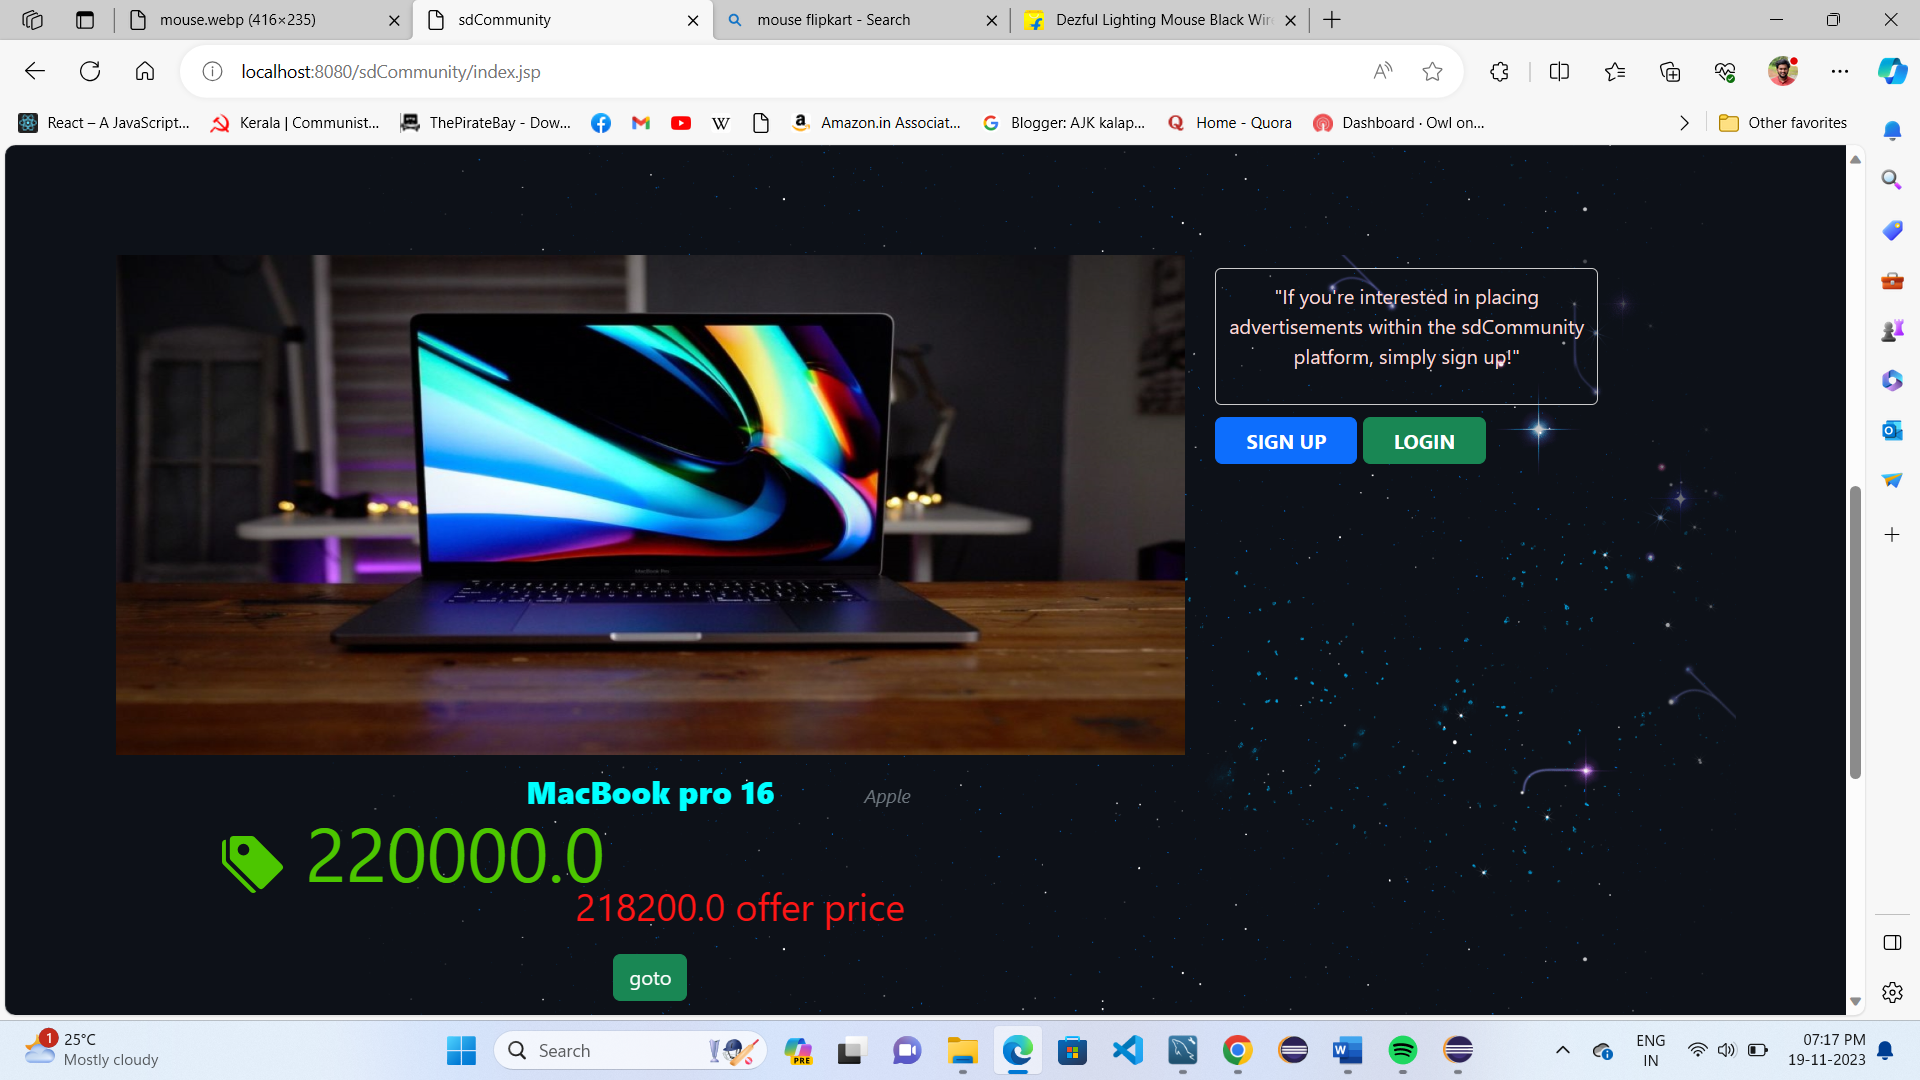 mouse.webp (416×235)
sdCommunity
mouse flipkart - Search
Dezful Lighting Mouse Black Wir
localhost:8080/sdCommunity/index.jsp
React – A JavaScript...
Kerala | Communist...
ThePirateBay - Dow...
Amazon.in Associat...
Blogger: AJK kalap...
Home - Quora
Dashboard · Owl on...
Other favorites
"If you're interested in placing
advertisements within the sdCommunity
platform, simply sign up!"
SIGN UP
LOGIN
MacBook pro 16
Apple
220000.0
218200.0 offer price
goto
1
25°C
Mostly cloudy
Search
PRE
ENG
IN
07:17 PM
19-11-2023